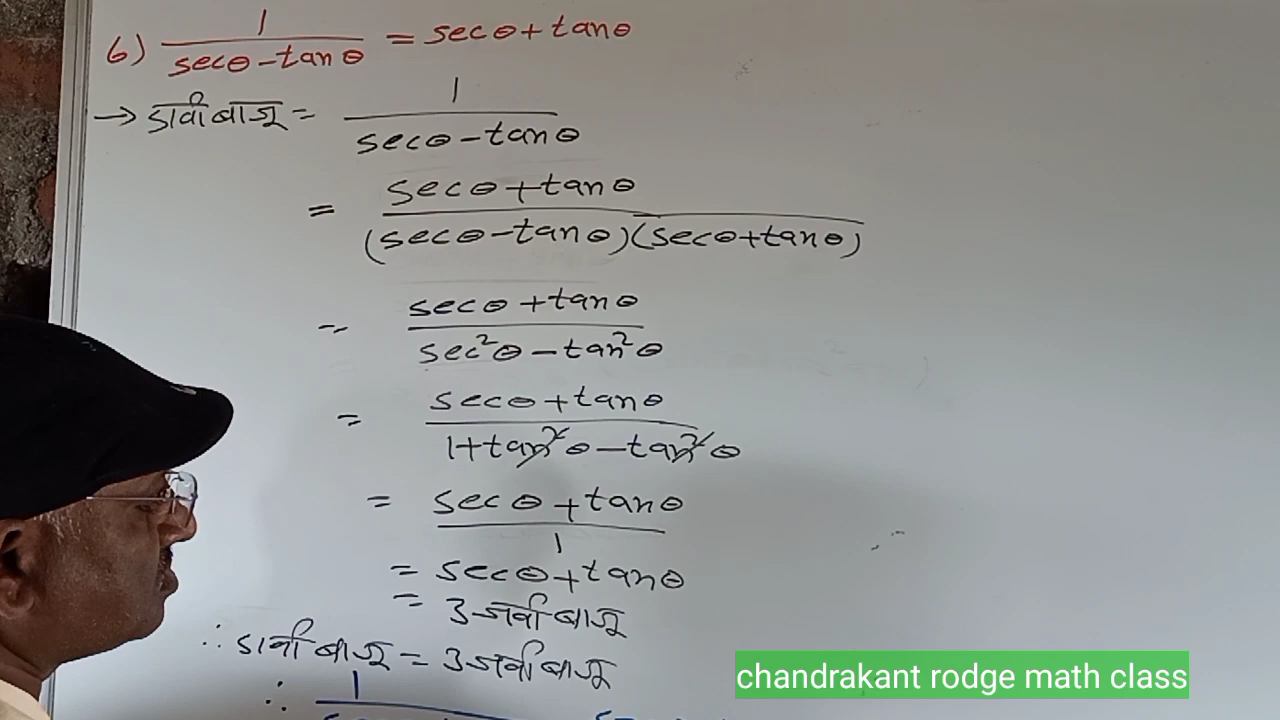 6) 1/(secθ-tanθ) = secθ+tanθ
→ डावी बाजू = 1/(secθ-tanθ)
= (secθ+tanθ)/((secθ-tanθ)(secθ+tanθ))
= (secθ+tanθ)/(sec²θ-tan²θ)
= (secθ+tanθ)/(1+tan²θ-tan²θ)
= (secθ+tanθ)/1
= secθ+tanθ
= उजवी बाजू
∴ डावी बाजू = उजवी बाजू
∴ 1
chandrakant rodge math class